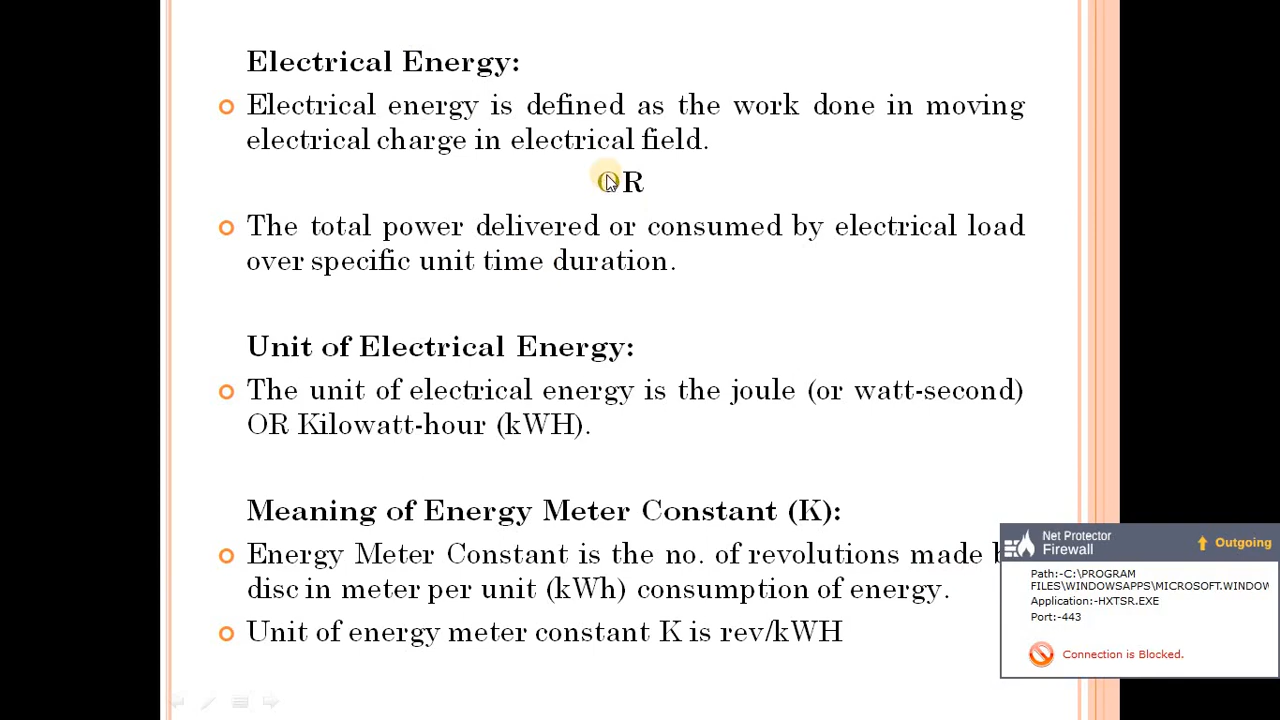 Electrical Energy:
Electrical energy is defined as the work done in moving
electrical charge in electrical field.
OR
The total power delivered or consumed by electrical load
over specific unit time duration.
Unit of Electrical Energy:
The unit of electrical energy is the joule (or watt-second)
OR Kilowatt-hour (kWH).
Meaning of Energy Meter Constant (K):
Energy Meter Constant is the no. of revolutions made
disc in meter per unit (kWh) consumption of energy.
Unit of energy meter constant K is rev/kWH
Net Protector
Firewall
Outgoing
Path:-C:\PROGRAM
FILES\WINDOWSAPPS\MICROSOFT.WINDOW
Application:-HXTSR.EXE
Port:-443
Connection is Blocked.